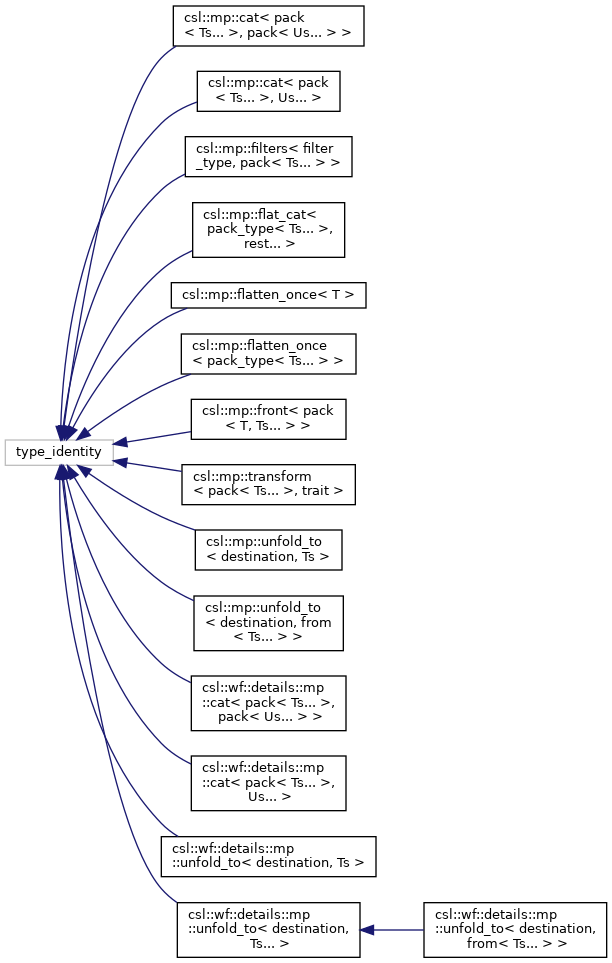 csl::mp::cat< pack
< Ts... >, pack< Us... > >
csl::mp::cat< pack
< Ts... >, Us... >
csl::mp::filters< filter
_type, pack< Ts... > >
csl::mp::flat_cat<
pack_type< Ts... >,
rest... >
csl::mp::flatten_once< T >
csl::mp::flatten_once
< pack_type< Ts... > >
csl::mp::front< pack
< T, Ts... > >
type_identity
csl::mp::transform
< pack< Ts... >, trait >
csl::mp::unfold_to
< destination, Ts >
csl::mp::unfold_to
< destination, from
< Ts... > >
csl::wf::details::mp
::cat< pack< Ts... >,
pack< Us... > >
csl::wf::details::mp
::cat< pack< Ts... >,
Us... >
csl::wf::details::mp
::unfold_to< destination, Ts >
csl::wf::details::mp
::unfold_to< destination,
Ts... >
csl::wf::details::mp
::unfold_to< destination,
from< Ts... > >